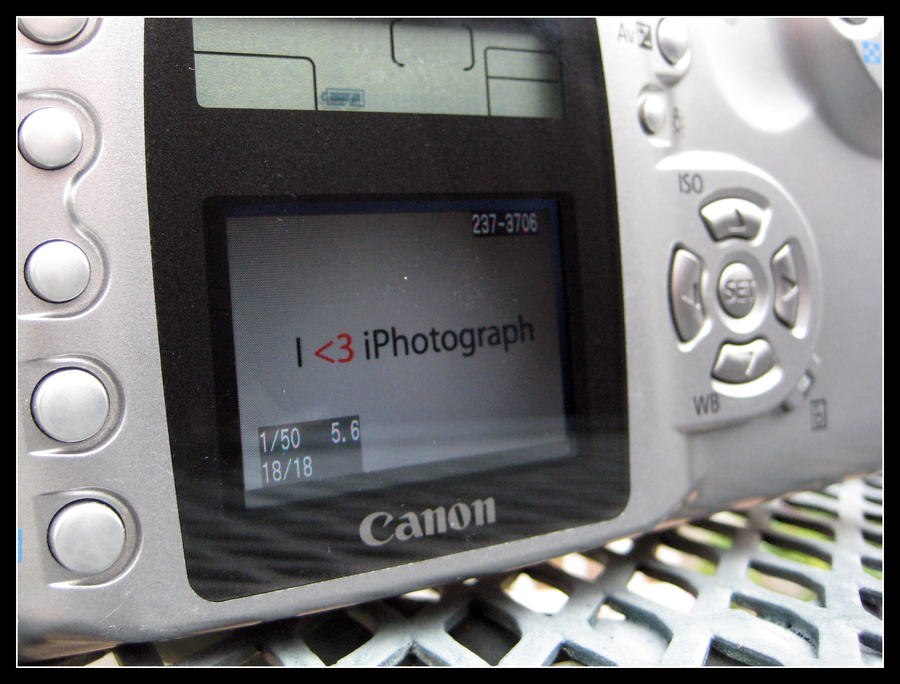 Av
ISO
237-3706
SET
I <3 iPhotograph
WB
1/50 5.6
18/18
Canon